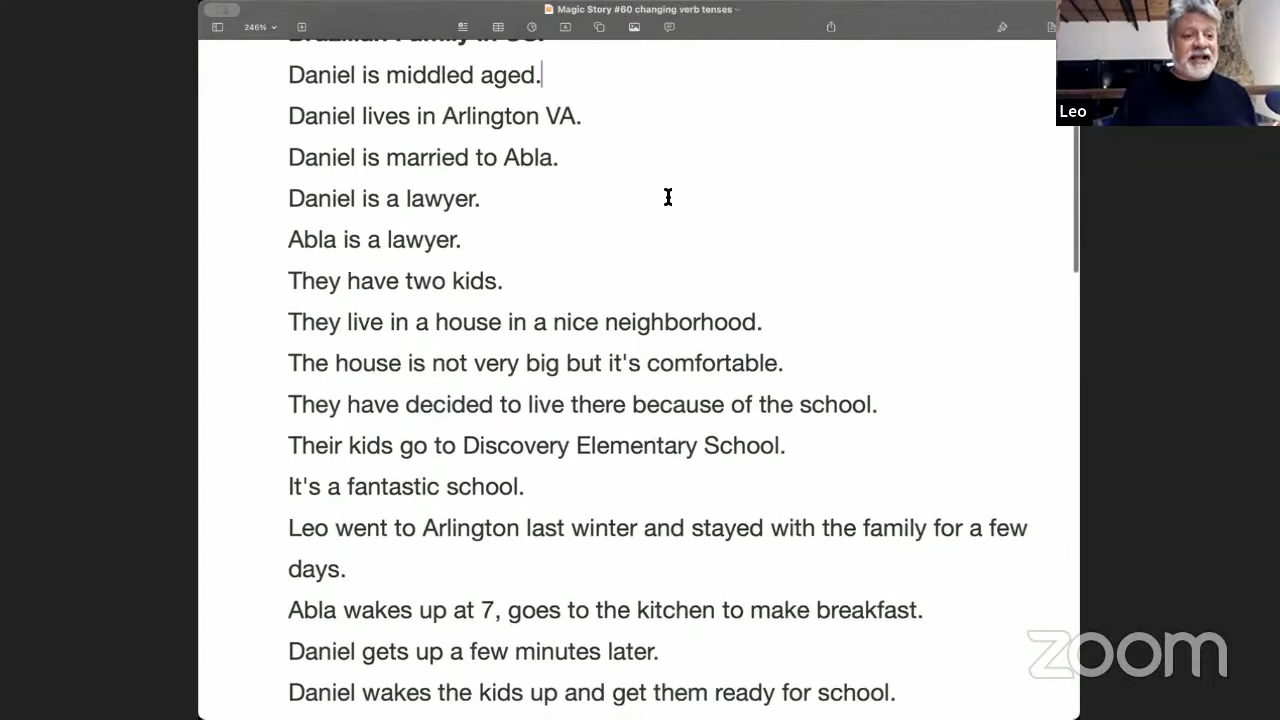 Magic Story #60 changing verb tenses
246%
Brazilian Family in US.
Daniel is middled aged.
Daniel lives in Arlington VA.
Daniel is married to Abla.
Daniel is a lawyer.
Abla is a lawyer.
They have two kids.
They live in a house in a nice neighborhood.
The house is not very big but it's comfortable.
They have decided to live there because of the school.
Their kids go to Discovery Elementary School.
It's a fantastic school.
Leo went to Arlington last winter and stayed with the family for a few
days.
Abla wakes up at 7, goes to the kitchen to make breakfast.
Daniel gets up a few minutes later.
Daniel wakes the kids up and get them ready for school.
Leo
zoom